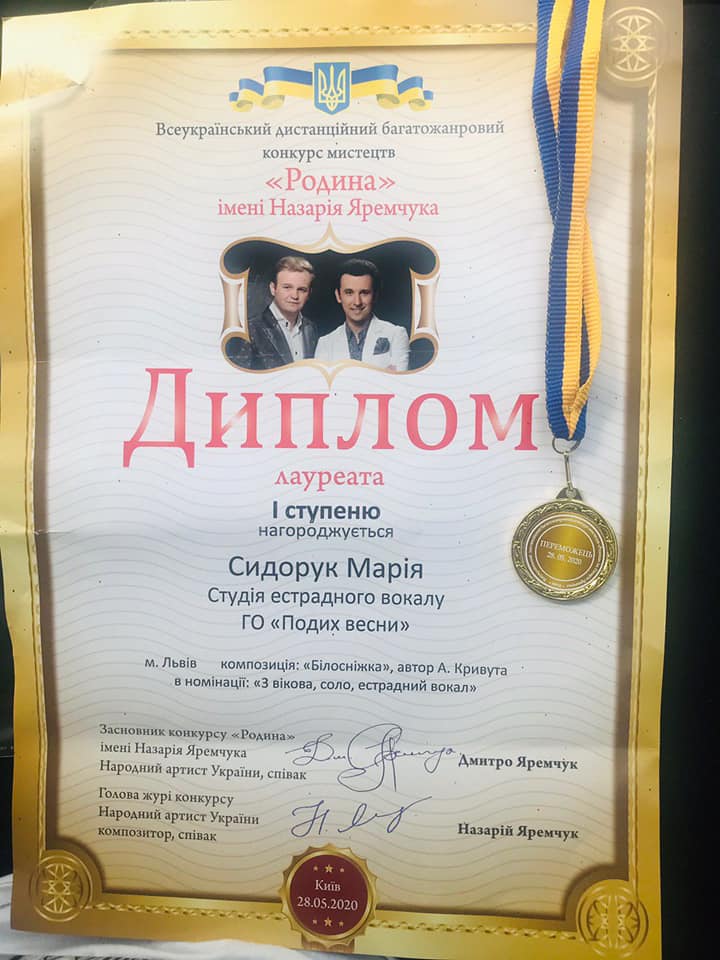 Всеукраїнський дистанційний багатожанровий
конкурс мистецтв
«Родина»
імені Назарія Яремчука
Диплом
лауреата
І ступеню
нагороджується
Сидорук Марія
Студія естрадного вокалу
ГО «Подих весни»
м. Львів композиція: «Білосніжка», автор А. Кривута
в номінації: «3 вікова, соло, естрадний вокал»
Засновник конкурсу «Родина»
імені Назарія Яремчука
Народний артист України, співак
Дмитро Яремчук
Голова журі конкурсу
Народний артист України
композитор, співак
Назарій Яремчук
Київ
28.05.2020
ПЕРЕМОЖЕЦЬ
28. 05. 2020